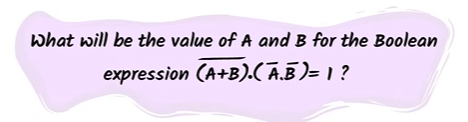 What will be the value of A and B for the Boolean
expression (A̅+̅B̅).( A̅.B̅ )= 1 ?